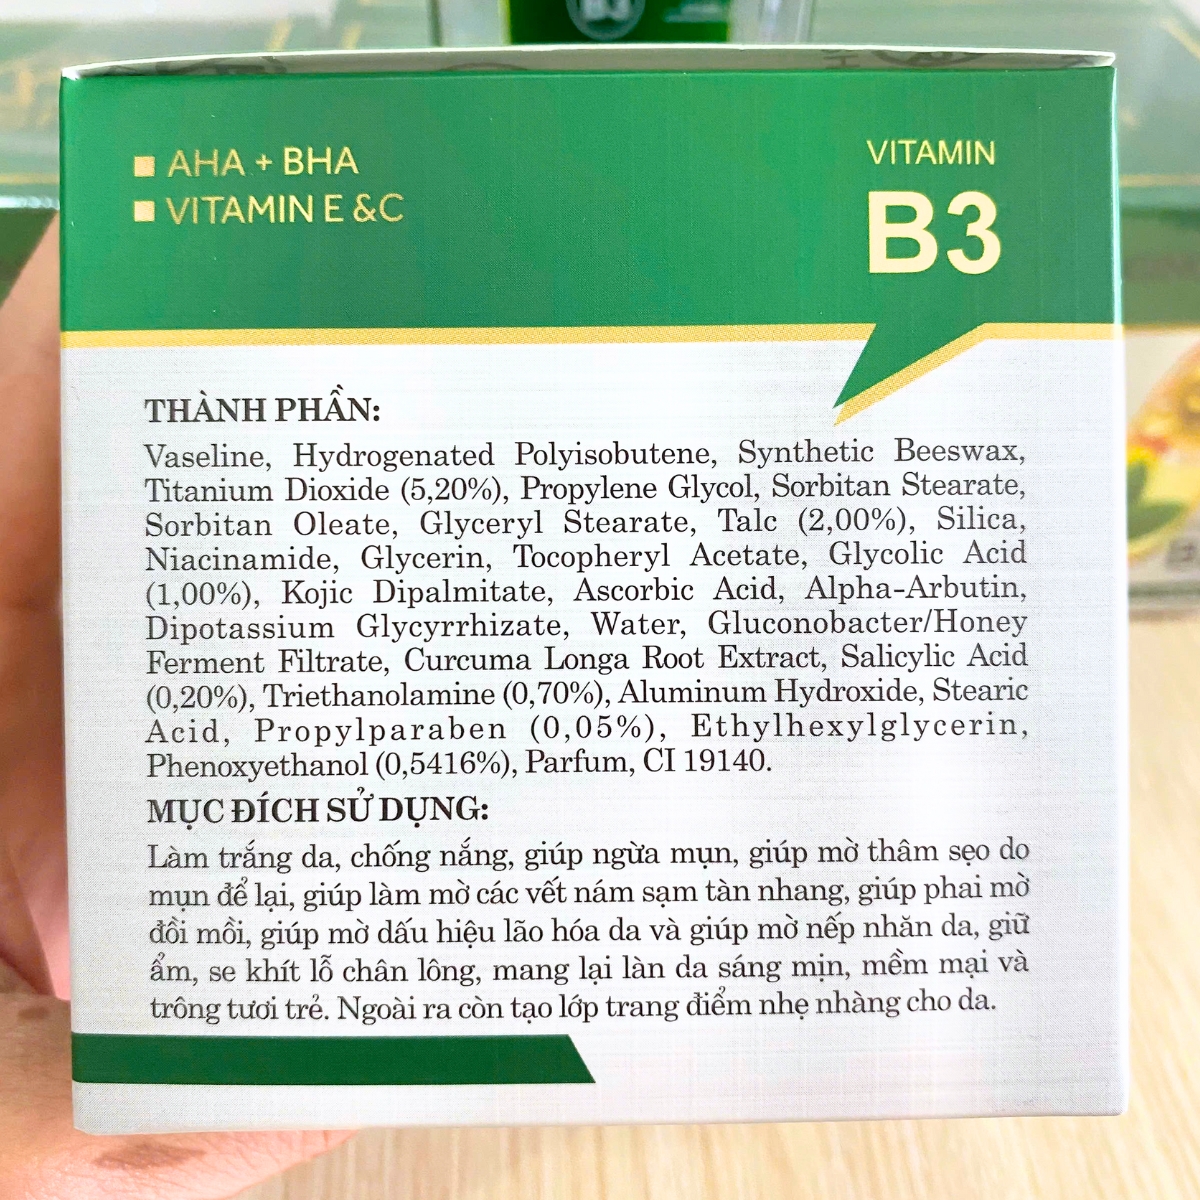 B3
AHA + BHA
VITAMIN E &C
VITAMIN
B3
THÀNH PHẦN:
Vaseline, Hydrogenated Polyisobutene, Synthetic Beeswax,
Titanium Dioxide (5,20%), Propylene Glycol, Sorbitan Stearate,
Sorbitan Oleate, Glyceryl Stearate, Talc (2,00%), Silica,
Niacinamide, Glycerin, Tocopheryl Acetate, Glycolic Acid
(1,00%), Kojic Dipalmitate, Ascorbic Acid, Alpha-Arbutin,
Dipotassium Glycyrrhizate, Water, Gluconobacter/Honey
Ferment Filtrate, Curcuma Longa Root Extract, Salicylic Acid
(0,20%), Triethanolamine (0,70%), Aluminum Hydroxide, Stearic
Acid, Propylparaben (0,05%), Ethylhexylglycerin,
Phenoxyethanol (0,5416%), Parfum, CI 19140.
MỤC ĐÍCH SỬ DỤNG:
Làm trắng da, chống nắng, giúp ngừa mụn, giúp mờ thâm sẹo do
mụn để lại, giúp làm mờ các vết nám sạm tàn nhang, giúp phai mờ
đồi mồi, giúp mờ dấu hiệu lão hóa da và giúp mờ nếp nhăn da, giữ
ẩm, se khít lỗ chân lông, mang lại làn da sáng mịn, mềm mại và
trông tươi trẻ. Ngoài ra còn tạo lớp trang điểm nhẹ nhàng cho da.